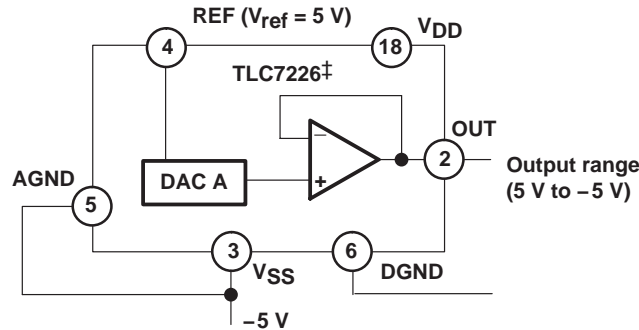 REF (Vref = 5 V)
4
18
VDD
TLC7226‡
−
OUT
2
AGND
5
DAC A
+
Output range
(5 V to −5 V)
3
6
VSS
DGND
−5 V